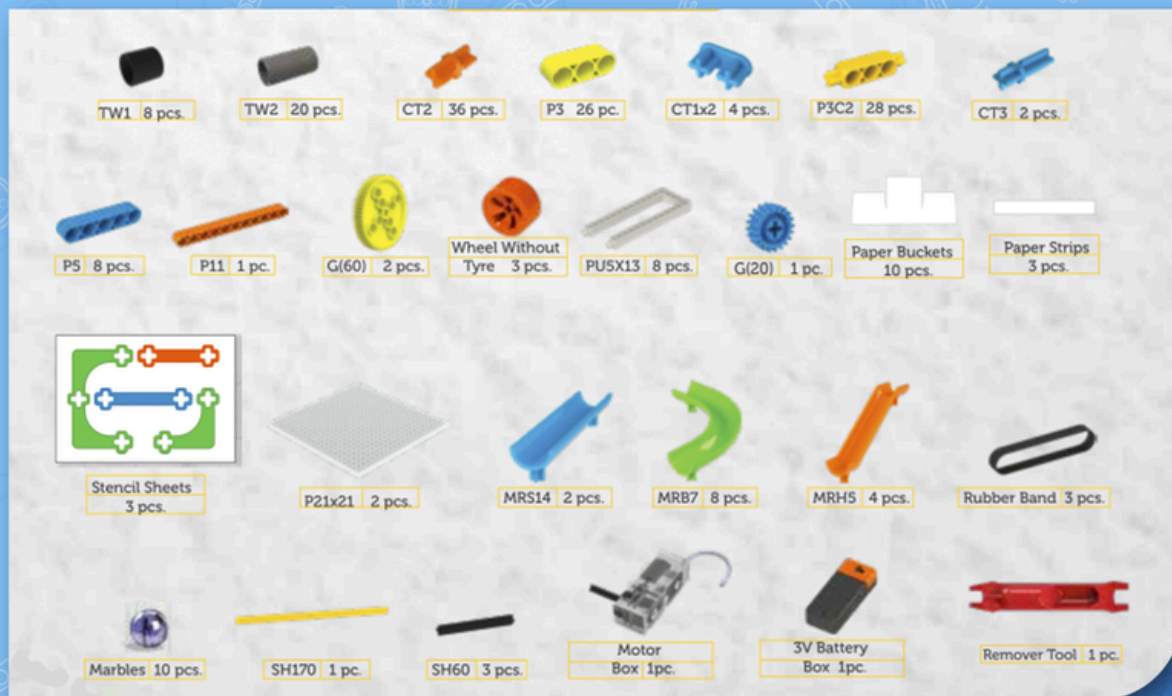 TW1 8 pcs.
TW2 20 pcs.
CT2 36 pcs.
P3 26 pc.
CT1x2 4 pcs.
P3C2 28 pcs.
CT3 2 pcs.
P5 8 pcs.
P11 1 pc.
G(60) 2 pcs.
Wheel Without
Tyre 3 pcs.
PU5X13 8 pcs.
G(20) 1 pc.
Paper Buckets
10 pcs.
Paper Strips
3 pcs.
Stencil Sheets
3 pcs.
P21x21 2 pcs.
MRS14 2 pcs.
MRB7 8 pcs.
MRH5 4 pcs.
Rubber Band 3 pcs.
Marbles 10 pcs.
SH170 1 pc.
SH60 3 pcs.
Motor
Box 1pc.
3V Battery
Box 1pc.
Remover Tool 1 pc.